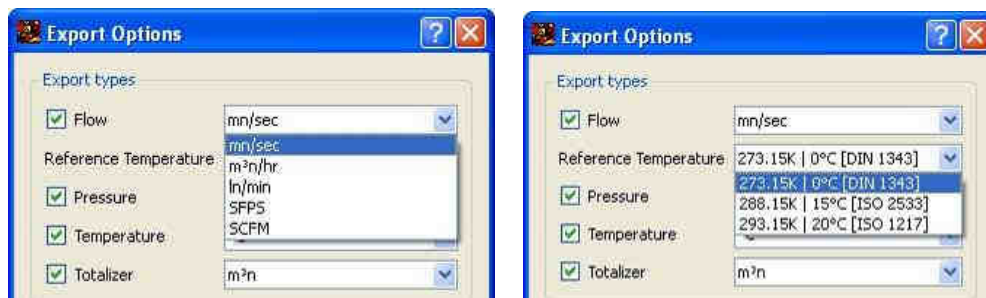 Export Options
Export types
Flow
mn/sec
mn/sec
m³n/hr
ln/min
SFPS
SCFM
Reference Temperature
Pressure
Temperature
Totalizer
m³n
Export Options
Export types
Flow
mn/sec
Reference Temperature
273.15K | 0°C [DIN 1343]
273.15K | 0°C [DIN 1343]
288.15K | 15°C [ISO 2533]
293.15K | 20°C [ISO 1217]
Pressure
Temperature
Totalizer
m³n